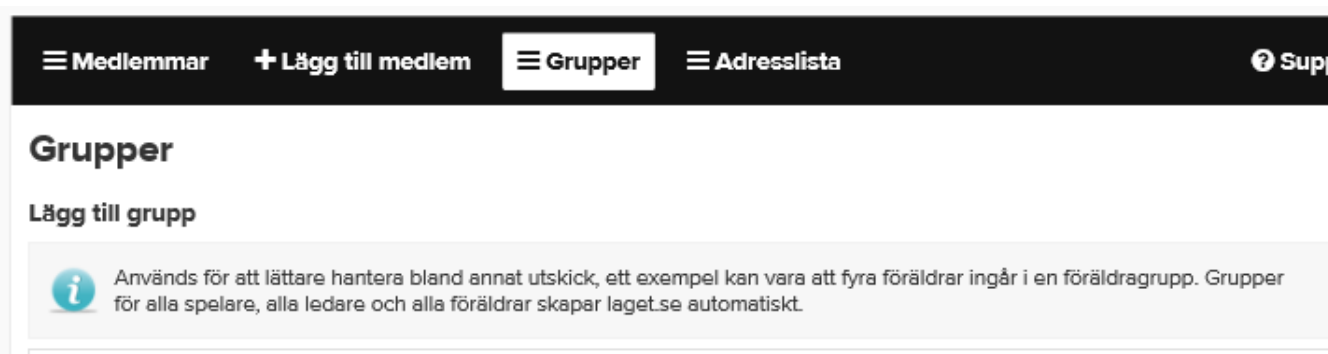 Medlemmar Lägg till medlem Grupper Adresslista
Grupper
Lägg till grupp
Används för att lättare hantera bland annat utskick, ett exempel kan vara att fyra föräldrar ingår i en föräldragrupp. Grupper
för alla spelare, alla ledare och alla föräldrar skapar laget.se automatiskt.